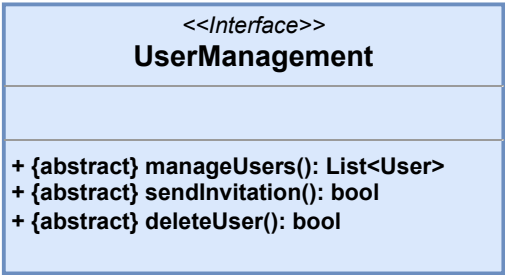 <<Interface>>
UserManagement
+ {abstract} manageUsers(): List<User>
+ {abstract} sendInvitation(): bool
+ {abstract} deleteUser(): bool